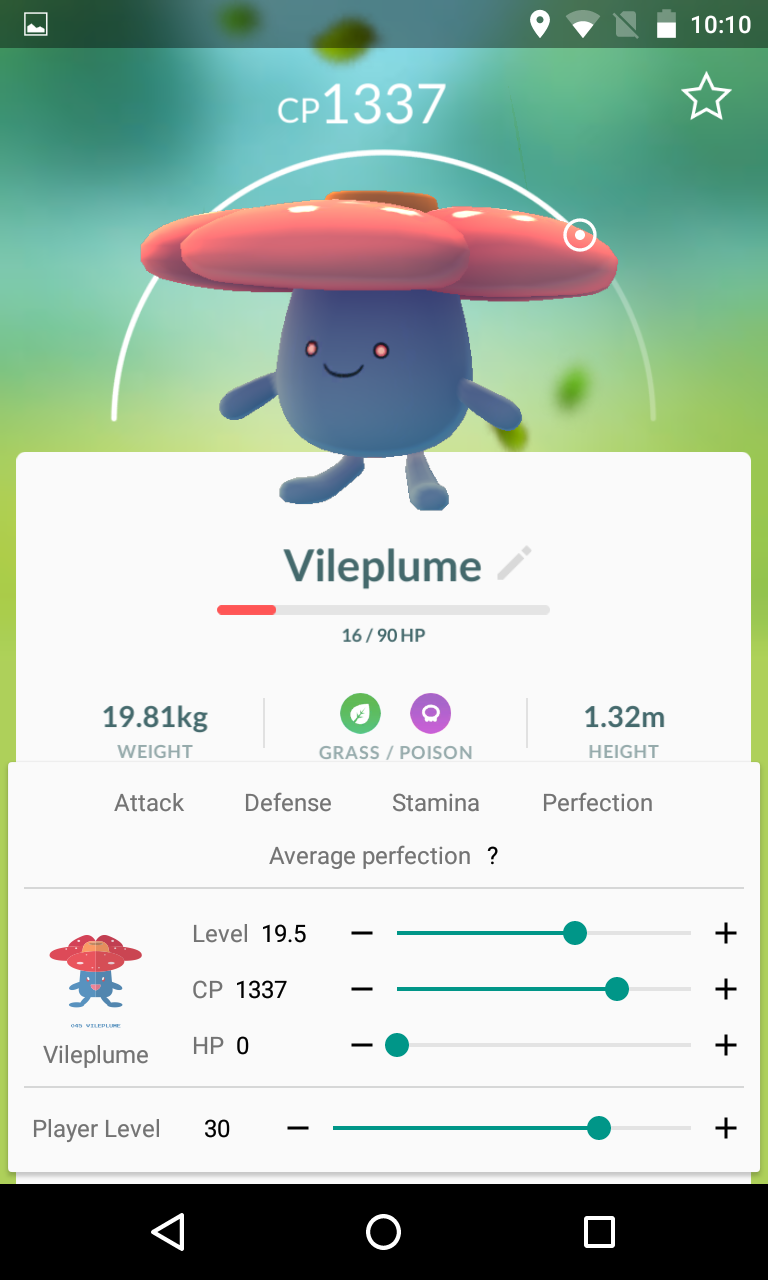 10:10
CP1337
Vileplume
16 / 90 HP
19.81kg 1.32m
WEIGHT GRASS / POISON HEIGHT
Attack Defense Stamina Perfection
Average perfection ?
Level 19.5
CP 1337
045 VILEPLUME
HP 0
Vileplume
Player Level 30